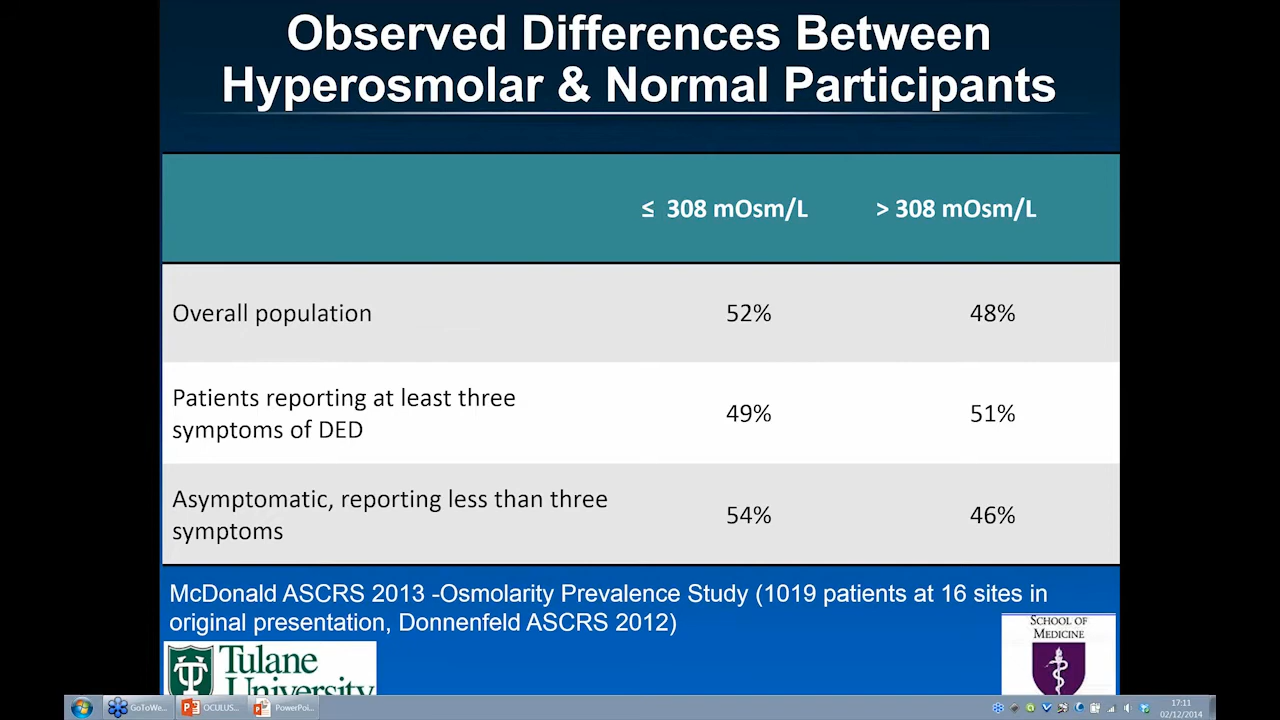 Observed Differences Between
Hyperosmolar & Normal Participants
≤ 308 mOsm/L > 308 mOsm/L
Overall population 52% 48%
Patients reporting at least three
symptoms of DED 49% 51%
Asymptomatic, reporting less than three
symptoms 54% 46%
McDonald ASCRS 2013 -Osmolarity Prevalence Study (1019 patients at 16 sites in
original presentation, Donnenfeld ASCRS 2012)
Tulane
University
SCHOOL OF
MEDICINE
GoToWe... OCULUS... PowerPoi... 17:11
02/12/2014